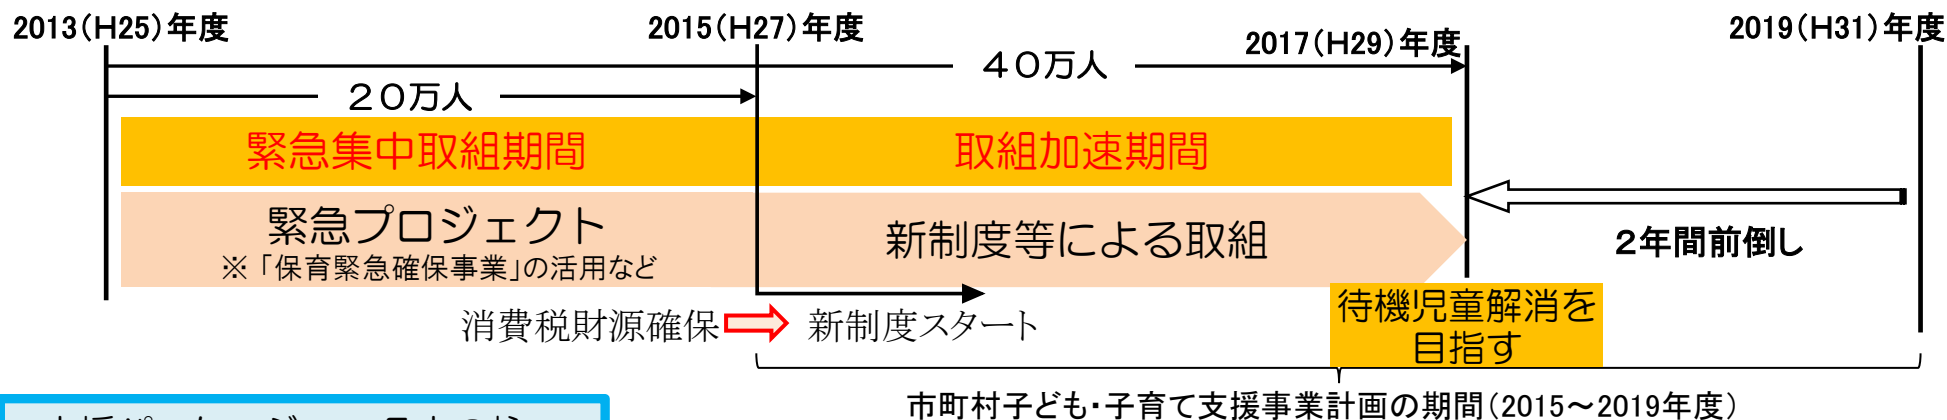 2013(H25)年度
2015(H27)年度
2017(H29)年度
2019(H31)年度
40万人
20万人
緊急集中取組期間
取組加速期間
緊急プロジェクト
※「保育緊急確保事業」の活用など
新制度等による取組
2年間前倒し
消費税財源確保
新制度スタート
待機児童解消を
目指す
市町村子ども・子育て支援事業計画の期間(2015～2019年度)